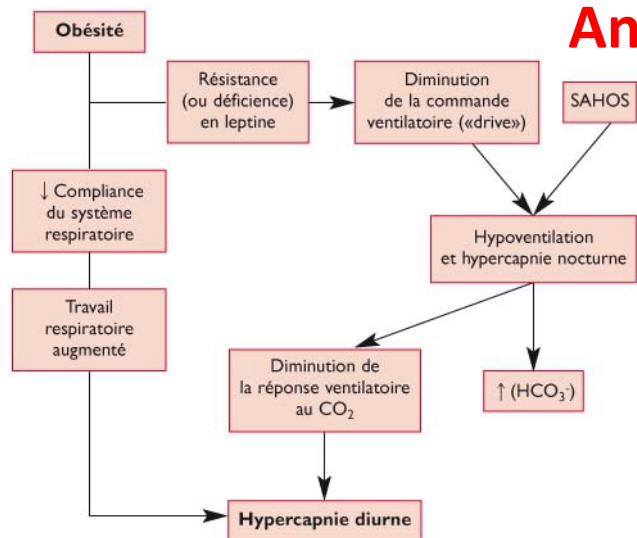 An
Obésité
Résistance
(ou déficience)
en leptine
Diminution
de la commande
ventilatoire («drive»)
SAHOS
↓ Compliance
du système
respiratoire
Hypoventilation
et hypercapnie nocturne
Travail
respiratoire
augmenté
Diminution de
la réponse ventilatoire
au CO₂
↑ (HCO₃⁻)
Hypercapnie diurne